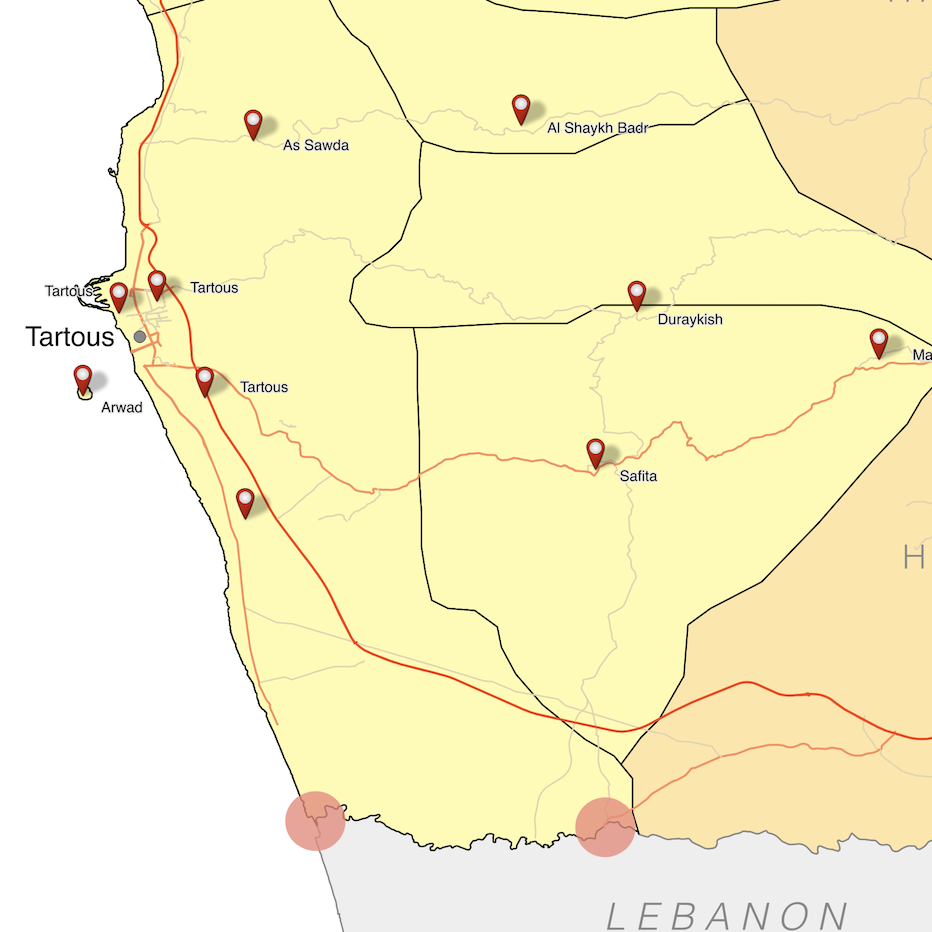 Al Shaykh Badr
As Sawda
Tartous
Tartous
Duraykish
Tartous
Ma
Tartous
Arwad
Safita
H
LEBANON